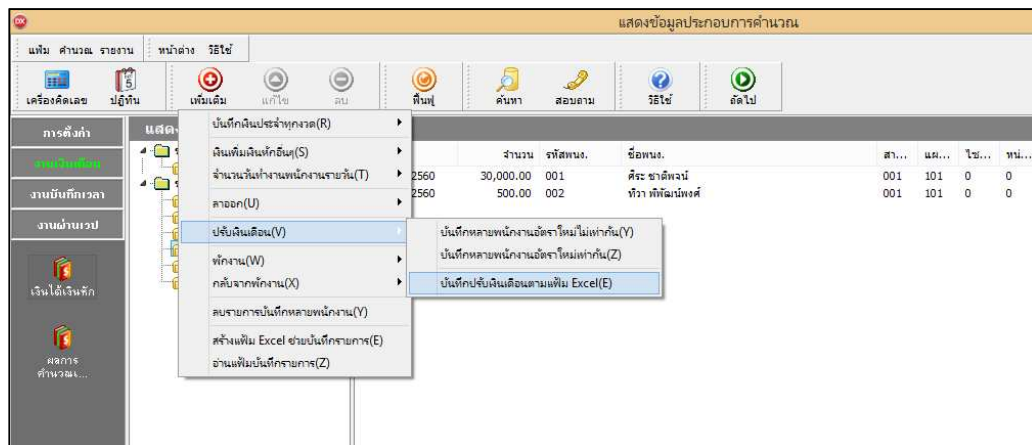 แสดงข้อมูลประกอบการคำนวณ
แฟ้ม คำนวณ รายงาน หน้าต่าง วิธีใช้
เครื่องคิดเลข ปฏิทิน เพิ่มเติม แก้ไข ลบ ฟื้นฟู ค้นหา สอบถาม วิธีใช้ ถัดไป
การตั้งค่า
งานเงินเดือน
งานบันทึกเวลา
งานผ่านเวป
เงินได้เงินหัก
ผลการ
คำนวณ...
แสด
บันทึกเงินประจำทุกงวด(R)
เงินเพิ่มเงินหักอื่นๆ(S)
จำนวนวันทำงานพนักงานรายวัน(T)
ลาออก(U)
ปรับเงินเดือน(V)
พักงาน(W)
กลับจากพักงาน(X)
ลบรายการบันทึกหลายพนักงาน(Y)
สร้างแฟ้ม Excel ช่วยบันทึกรายการ(E)
อ่านแฟ้มบันทึกรายการ(Z)
จำนวน รหัสพนง. ชื่อพนง. สา... แผ... ไซ... หน่...
2560 30,000.00 001 ศิระ ชาติพจน์ 001 101 0 0
2560 500.00 002 ทิวา พิพัฒน์พงศ์ 001 101 0 0
บันทึกหลายพนักงานอัตราใหม่ไม่เท่ากัน(Y)
บันทึกหลายพนักงานอัตราใหม่เท่ากัน(Z)
บันทึกปรับเงินเดือนตามแฟ้ม Excel(E)